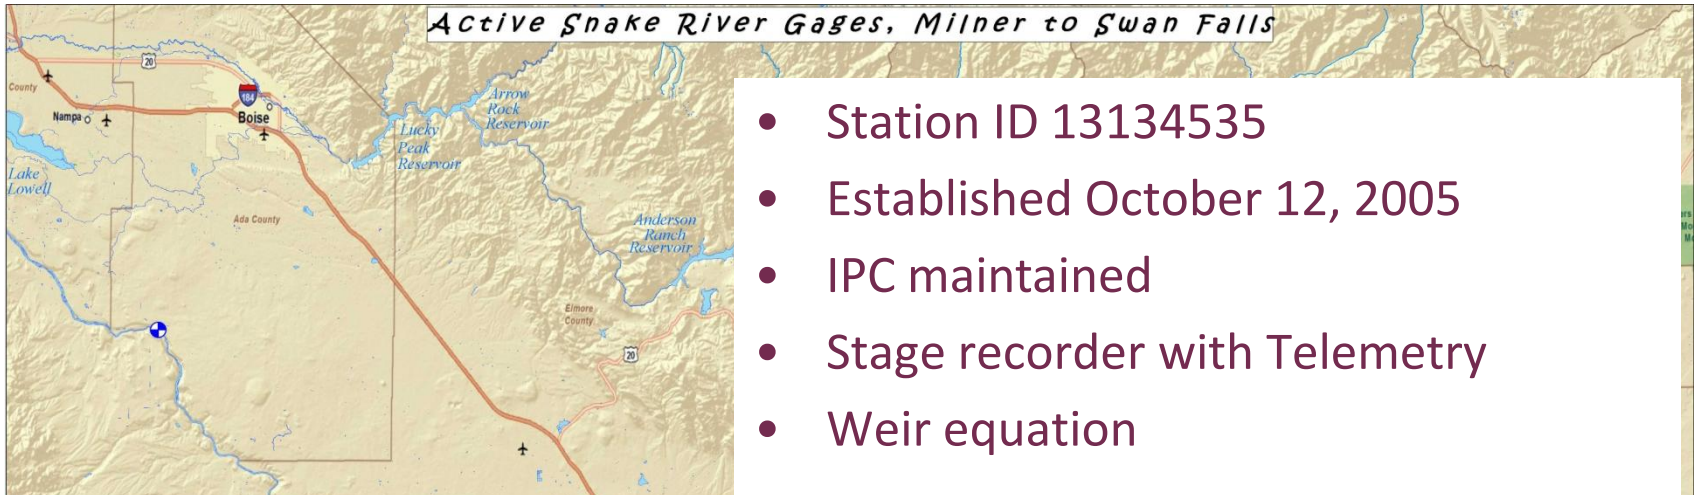 Active Snake River Gages, Milner to Swan Falls
20
County
184
Nampa
Boise
Arrow
Rock
Reservoir
Lucky
Peak
Reservoir
Lake
Lowell
Ada County
Anderson
Ranch
Reservoir
Elmore
County
20
• Station ID 13134535
• Established October 12, 2005
• IPC maintained
• Stage recorder with Telemetry
• Weir equation